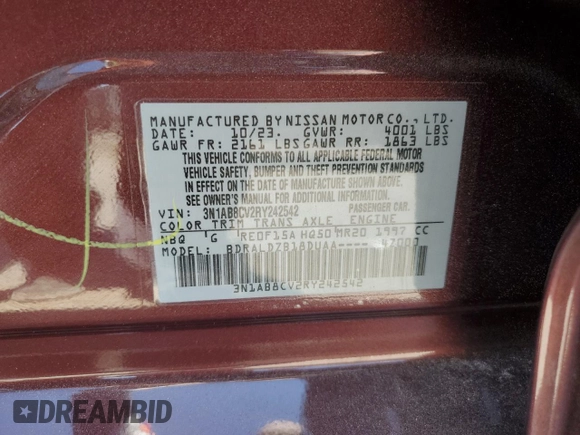 MANUFACTURED BY NISSAN MOTOR CO., LTD.
DATE: 10/23. GVWR: 4001 LBS
GAWR FR: 2161 LBS GAWR RR: 1863 LBS
THIS VEHICLE CONFORMS TO ALL APPLICABLE FEDERAL MOTOR
VEHICLE SAFETY, BUMPER AND THEFT PREVENTION STANDARDS
IN EFFECT ON THE DATE OF MANUFACTURE SHOWN ABOVE.
SEE OWNER'S MANUAL FOR ADDITIONAL INFORMATION
VIN: 3N1AB8CV2RY242542 PASSENGER CAR.
COLOR TRIM TRANS AXLE ENGINE
NBQ G RE0F15A HQ50 MR20 1997 CC
MODEL: BDRALDZB18DUAA---- 47000
3N1AB8CV2RY242542
DREAMBID